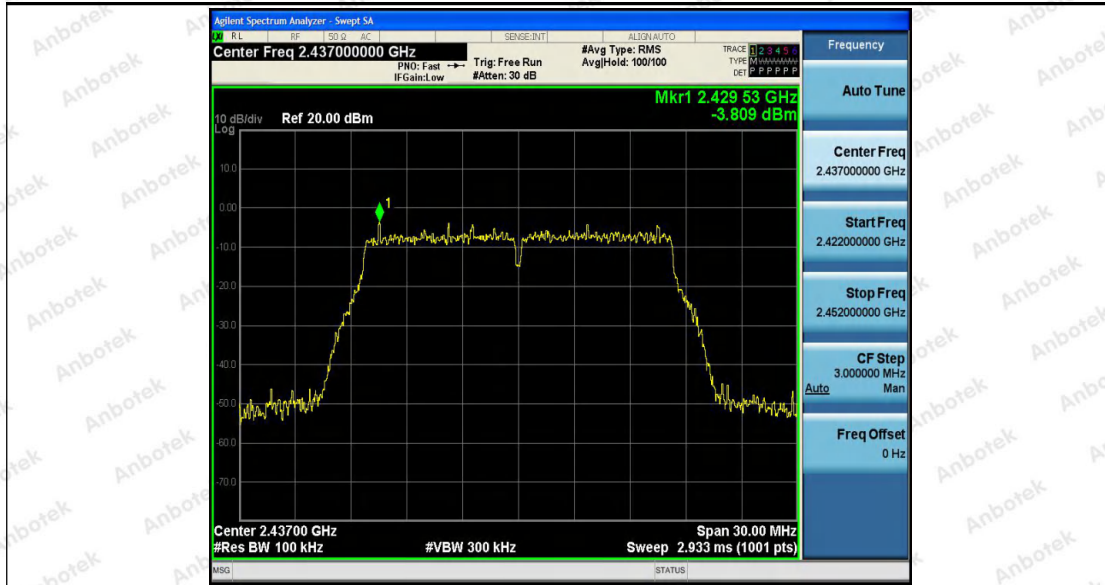 Agilent Spectrum Analyzer - Swept SA
RL RF 50 Ω AC SENSE:INT ALIGNAUTO
Center Freq 2.437000000 GHz
PNO: Fast
IFGain:Low
Trig: Free Run
#Atten: 30 dB
#Avg Type: RMS
Avg|Hold: 100/100
TRACE 1 2 3 4 5 6
TYPE M
DET P P P P P P
Mkr1 2.429 53 GHz
-3.809 dBm
10 dB/div Ref 20.00 dBm
Log
10.0
0.00
-10.0
-20.0
-30.0
-40.0
-50.0
-60.0
-70.0
1
Center 2.43700 GHz
Span 30.00 MHz
#Res BW 100 kHz
#VBW 300 kHz
Sweep 2.933 ms (1001 pts)
MSG
STATUS
Frequency
Auto Tune
Center Freq
2.437000000 GHz
Start Freq
2.422000000 GHz
Stop Freq
2.452000000 GHz
CF Step
3.000000 MHz
Auto Man
Freq Offset
0 Hz
Anbotek